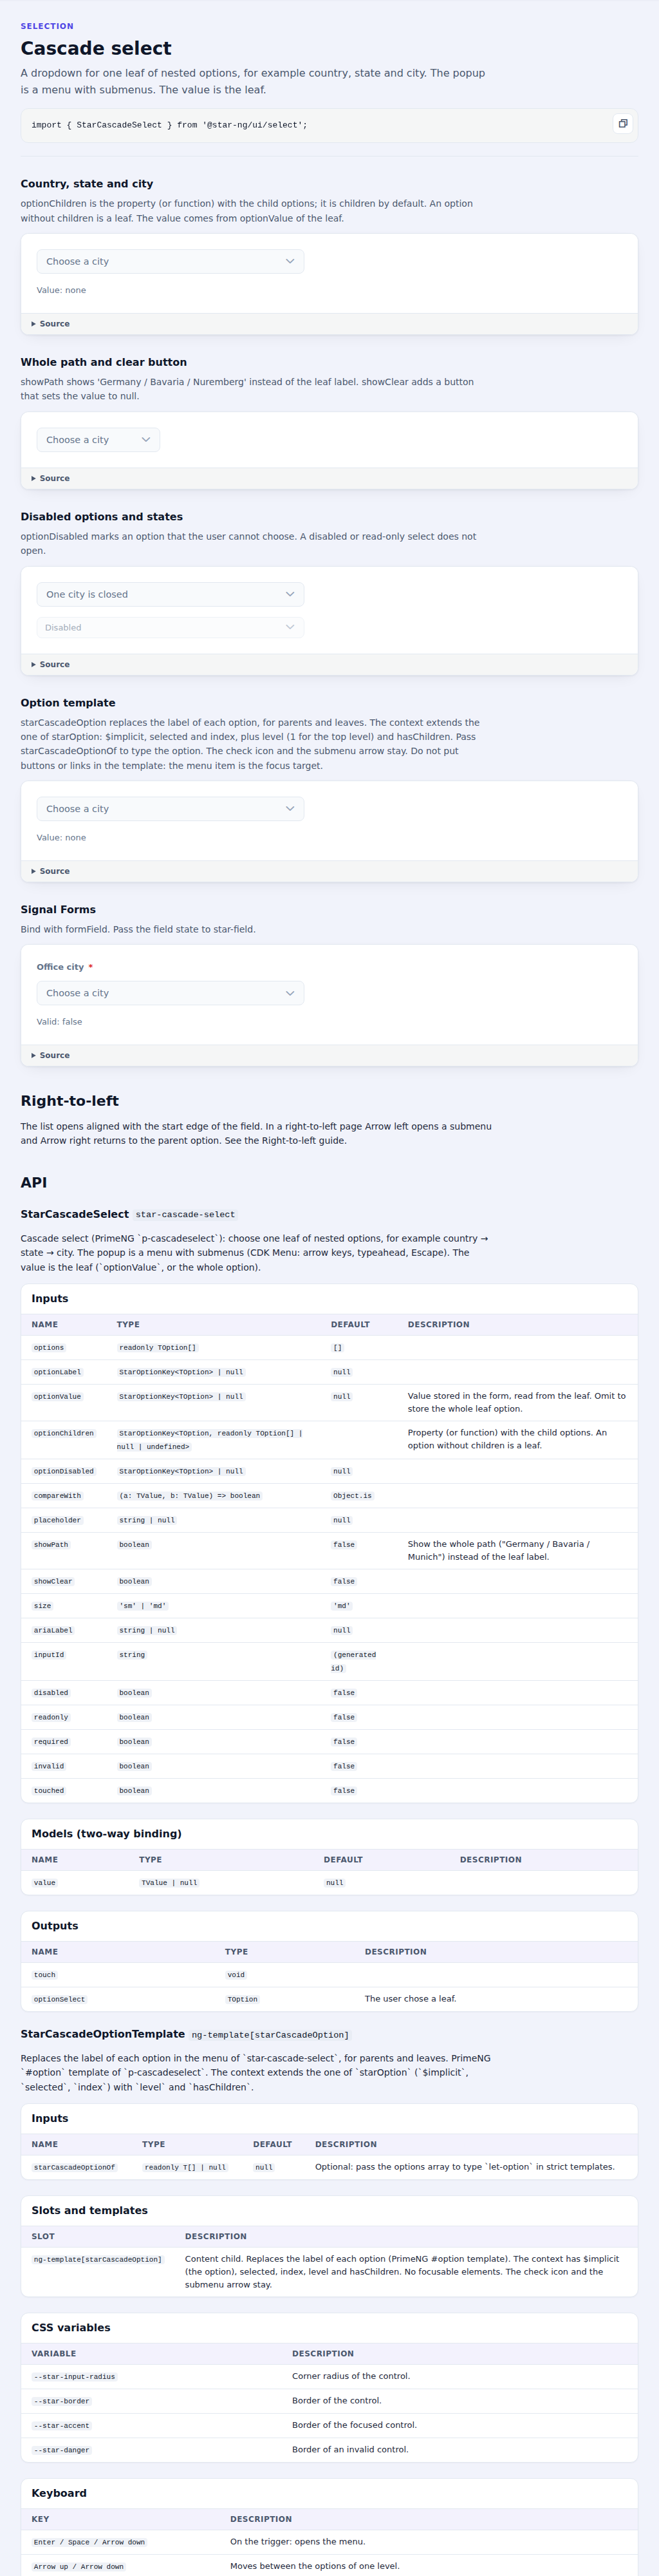 SELECTION
Cascade select
A dropdown for one leaf of nested options, for example country, state and city. The popup
is a menu with submenus. The value is the leaf.
import { StarCascadeSelect } from '@star-ng/ui/select';
Country, state and city
optionChildren is the property (or function) with the child options; it is children by default. An option
without children is a leaf. The value comes from optionValue of the leaf.
Choose a city
Value: none
Source
Whole path and clear button
showPath shows 'Germany / Bavaria / Nuremberg' instead of the leaf label. showClear adds a button
that sets the value to null.
Choose a city
Source
Disabled options and states
optionDisabled marks an option that the user cannot choose. A disabled or read-only select does not
open.
One city is closed
Disabled
Source
Option template
starCascadeOption replaces the label of each option, for parents and leaves. The context extends the
one of starOption: $implicit, selected and index, plus level (1 for the top level) and hasChildren. Pass
starCascadeOptionOf to type the option. The check icon and the submenu arrow stay. Do not put
buttons or links in the template: the menu item is the focus target.
Choose a city
Value: none
Source
Signal Forms
Bind with formField. Pass the field state to star-field.
Office city *
Choose a city
Valid: false
Source
Right-to-left
The list opens aligned with the start edge of the field. In a right-to-left page Arrow left opens a submenu
and Arrow right returns to the parent option. See the Right-to-left guide.
API
StarCascadeSelect star-cascade-select
Cascade select (PrimeNG `p-cascadeselect`): choose one leaf of nested options, for example country →
state → city. The popup is a menu with submenus (CDK Menu: arrow keys, typeahead, Escape). The
value is the leaf (`optionValue`, or the whole option).
Inputs
NAME TYPE DEFAULT DESCRIPTION
options readonly TOption[] []
optionLabel StarOptionKey<TOption> | null null
optionValue StarOptionKey<TOption> | null null Value stored in the form, read from the leaf. Omit to
store the whole leaf option.
optionChildren StarOptionKey<TOption, readonly TOption[] | Property (or function) with the child options. An
null | undefined> option without children is a leaf.
optionDisabled StarOptionKey<TOption> | null null
compareWith (a: TValue, b: TValue) => boolean Object.is
placeholder string | null null
showPath boolean false Show the whole path ("Germany / Bavaria /
Munich") instead of the leaf label.
showClear boolean false
size 'sm' | 'md' 'md'
ariaLabel string | null null
inputId string (generated
id)
disabled boolean false
readonly boolean false
required boolean false
invalid boolean false
touched boolean false
Models (two-way binding)
NAME TYPE DEFAULT DESCRIPTION
value TValue | null null
Outputs
NAME TYPE DESCRIPTION
touch void
optionSelect TOption The user chose a leaf.
StarCascadeOptionTemplate ng-template[starCascadeOption]
Replaces the label of each option in the menu of `star-cascade-select`, for parents and leaves. PrimeNG
`#option` template of `p-cascadeselect`. The context extends the one of `starOption` (`$implicit`,
`selected`, `index`) with `level` and `hasChildren`.
Inputs
NAME TYPE DEFAULT DESCRIPTION
starCascadeOptionOf readonly T[] | null null Optional: pass the options array to type `let-option` in strict templates.
Slots and templates
SLOT DESCRIPTION
ng-template[starCascadeOption] Content child. Replaces the label of each option (PrimeNG #option template). The context has $implicit
(the option), selected, index, level and hasChildren. No focusable elements. The check icon and the
submenu arrow stay.
CSS variables
VARIABLE DESCRIPTION
--star-input-radius Corner radius of the control.
--star-border Border of the control.
--star-accent Border of the focused control.
--star-danger Border of an invalid control.
Keyboard
KEY DESCRIPTION
Enter / Space / Arrow down On the trigger: opens the menu.
Arrow up / Arrow down Moves between the options of one level.